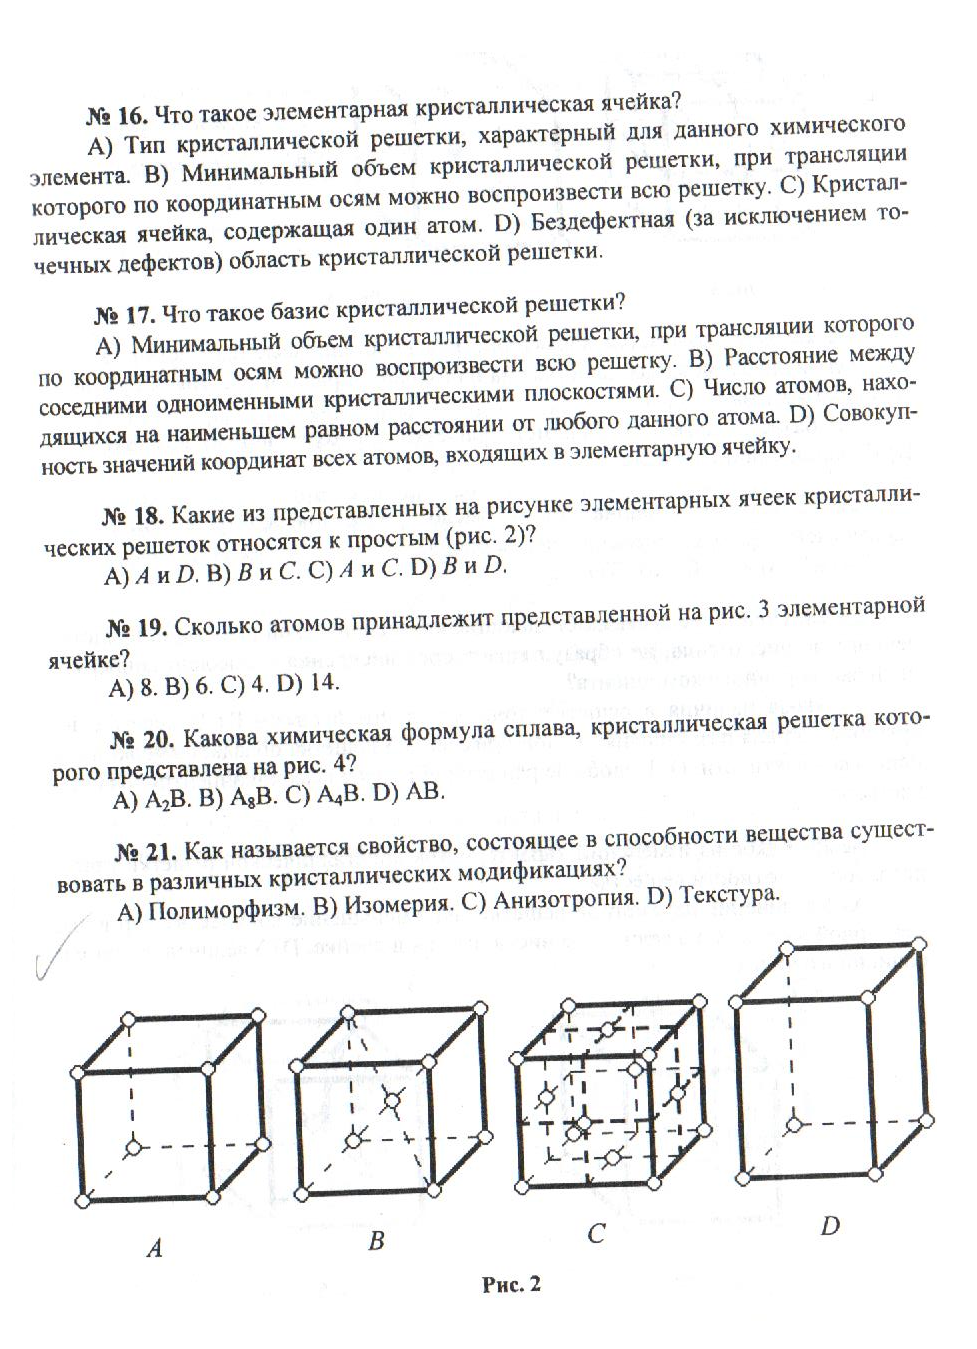 № 16. Что такое элементарная кристаллическая ячейка?
А) Тип кристаллической решетки, характерный для данного химического
элемента. В) Минимальный объем кристаллической решетки, при трансляции
которого по координатным осям можно воспроизвести всю решетку. С) Кристал-
лическая ячейка, содержащая один атом. D) Бездефектная (за исключением то-
чечных дефектов) область кристаллической решетки.
№ 17. Что такое базис кристаллической решетки?
А) Минимальный объем кристаллической решетки, при трансляции которого
по координатным осям можно воспроизвести всю решетку. В) Расстояние между
соседними одноименными кристаллическими плоскостями. С) Число атомов, нахо-
дящихся на наименьшем равном расстоянии от любого данного атома. D) Совокуп-
ность значений координат всех атомов, входящих в элементарную ячейку.
№ 18. Какие из представленных на рисунке элементарных ячеек кристалли-
ческих решеток относятся к простым (рис. 2)?
А) A и D. В) B и C. С) A и C. D) B и D.
№ 19. Сколько атомов принадлежит представленной на рис. 3 элементарной
ячейке?
А) 8. В) 6. С) 4. D) 14.
№ 20. Какова химическая формула сплава, кристаллическая решетка кото-
рого представлена на рис. 4?
А) A₂B. В) A₈B. С) A₄B. D) AB.
№ 21. Как называется свойство, состоящее в способности вещества сущест-
вовать в различных кристаллических модификациях?
А) Полиморфизм. В) Изомерия. С) Анизотропия. D) Текстура.
A B C D
Рис. 2